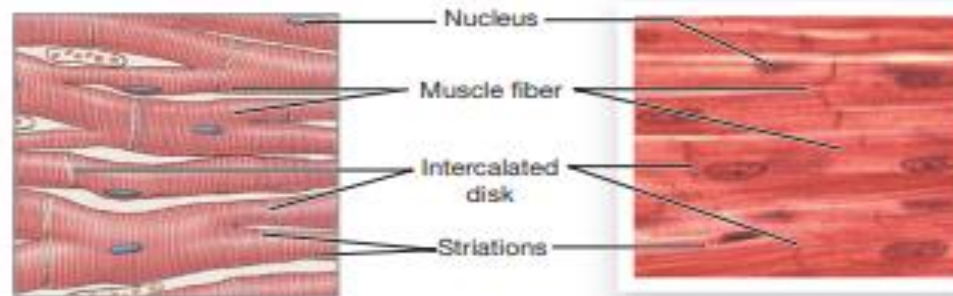 Nucleus
Muscle fiber
Intercalated
disk
Striations